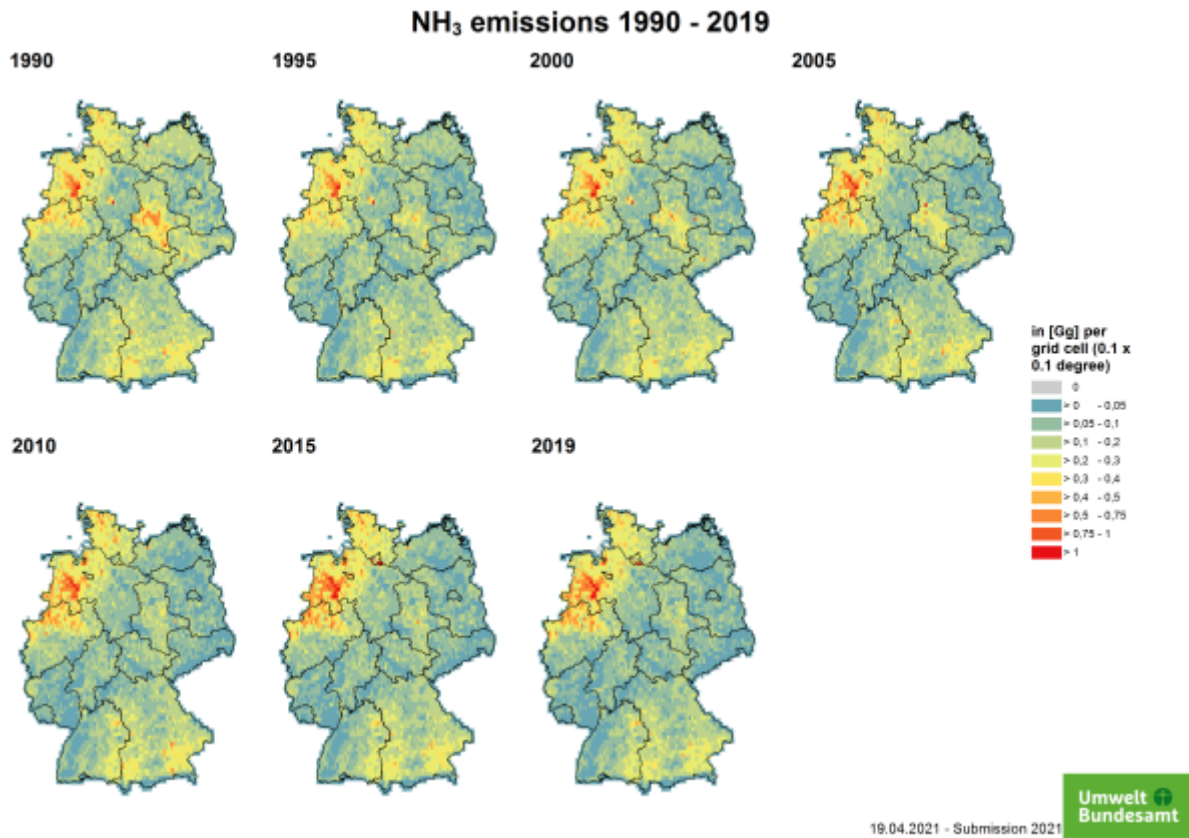 NH₃ emissions 1990 - 2019
1990 1995 2000 2005
in [Gg] per
grid cell (0.1 x
0.1 degree)
0
> 0 - 0,05
> 0,05 - 0,1
> 0,1 - 0,2
> 0,2 - 0,3
> 0,3 - 0,4
> 0,4 - 0,5
> 0,5 - 0,75
> 0,75 - 1
> 1
2010 2015 2019
Umwelt
Bundesamt
19.04.2021 - Submission 2021